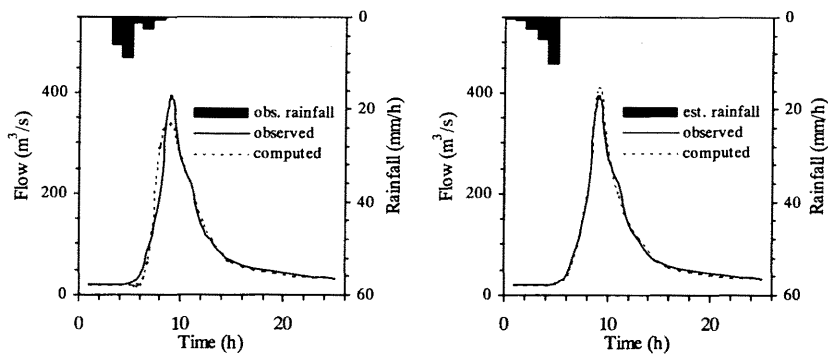 0
400
20
obs. rainfall
observed
computed
Flow (m³/s)
200
40
Rainfall (mm/h)
0
60
0
10
20
Time (h)
0
400
20
est. rainfall
observed
computed
Flow (m³/s)
200
40
Rainfall (mm/h)
0
60
0
10
20
Time (h)